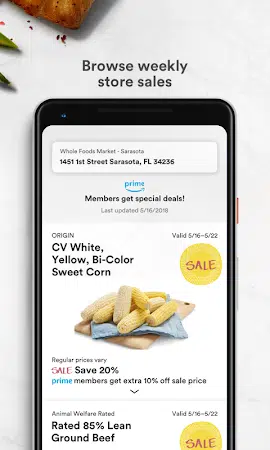 Browse weekly
store sales
Whole Foods Market - Sarasota
1451 1st Street Sarasota, FL 34236
prime
Members get special deals!
Last updated 5/16/2018
ORIGIN
Valid 5/16–5/22
CV White,
Yellow, Bi-Color
Sweet Corn
SALE
Regular prices vary
SALE Save 20%
prime members get extra 10% off sale price
Animal Welfare Rated
Valid 5/16–5/22
Rated 85% Lean
Ground Beef
SALE